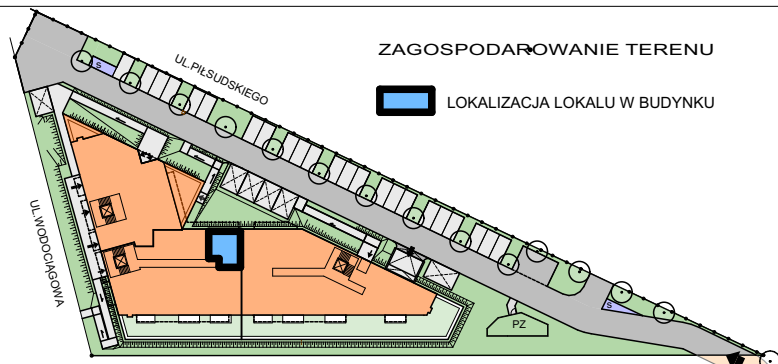 ZAGOSPODAROWANIE TERENU
UL.PIŁSUDSKIEGO
LOKALIZACJA LOKALU W BUDYNKU
UL.WODOCIĄGOWA
Ś
Ś
PZ